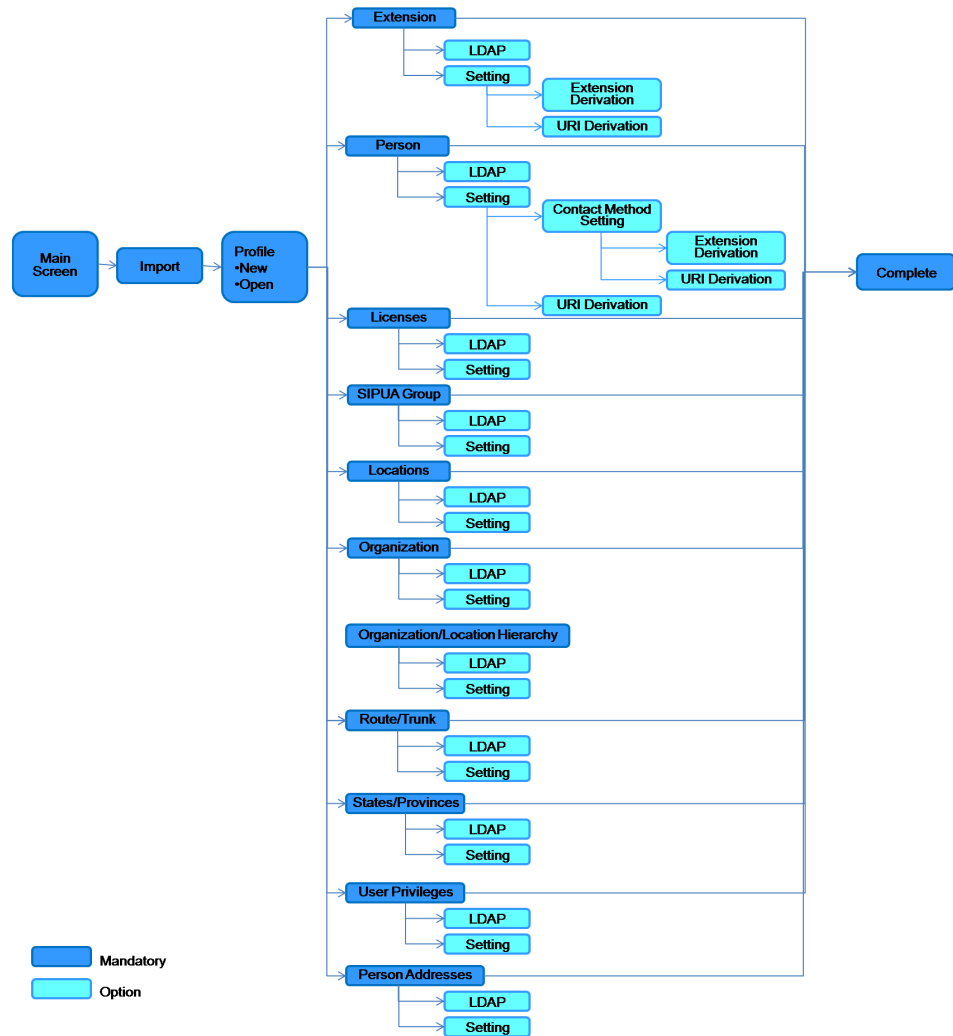 Extension
LDAP
Setting
Extension
Derivation
URI Derivation
Person
LDAP
Setting
Contact Method
Setting
Extension
Derivation
URI Derivation
URI Derivation
Main
Screen
Import
Profile
•New
•Open
Complete
Licenses
LDAP
Setting
SIPUA Group
LDAP
Setting
Locations
LDAP
Setting
Organization
LDAP
Setting
Organization/Location Hierarchy
LDAP
Setting
Route/Trunk
LDAP
Setting
States/Provinces
LDAP
Setting
User Privileges
LDAP
Setting
Person Addresses
LDAP
Setting
Mandatory
Option